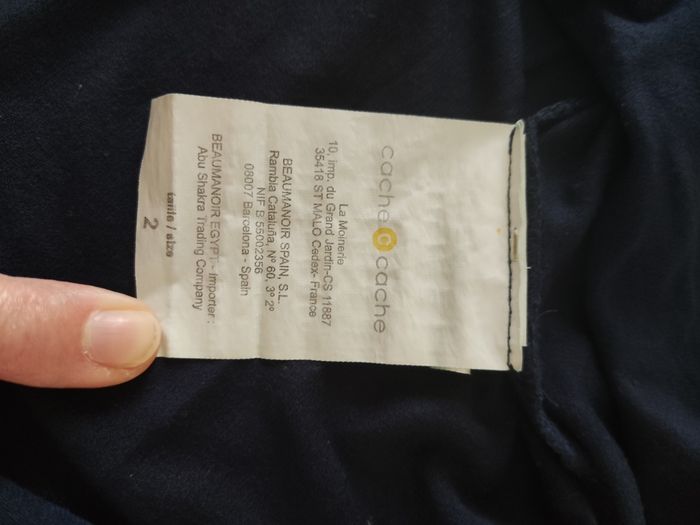 cache c cache
La Moinerie
10, imp. du Grand Jardin-CS 11887
35418 ST MALO Cedex- France
BEAUMANOIR SPAIN, S.L.
Rambla Cataluña, Nº 60, 3º 2º
NIF B 55002356
08007 Barcelona - Spain
BEAUMANOIR EGYPT - Importer :
Abu Shakra Trading Company
taille / size
2